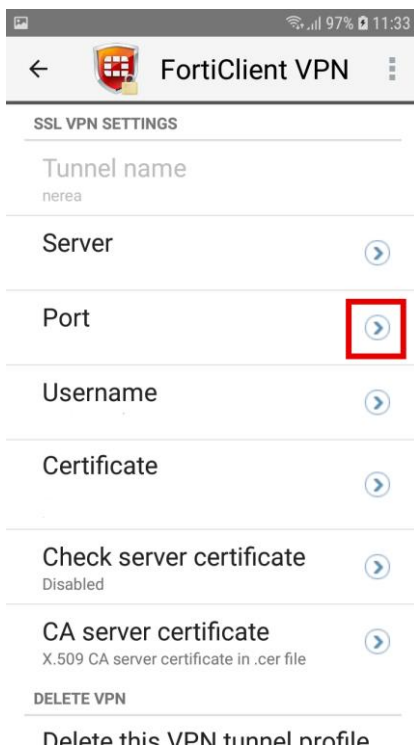 97% 11:33
FortiClient VPN
SSL VPN SETTINGS
Tunnel name
nerea
Server
Port
Username
Certificate
Check server certificate
Disabled
CA server certificate
X.509 CA server certificate in .cer file
DELETE VPN
Delete this VPN tunnel profile